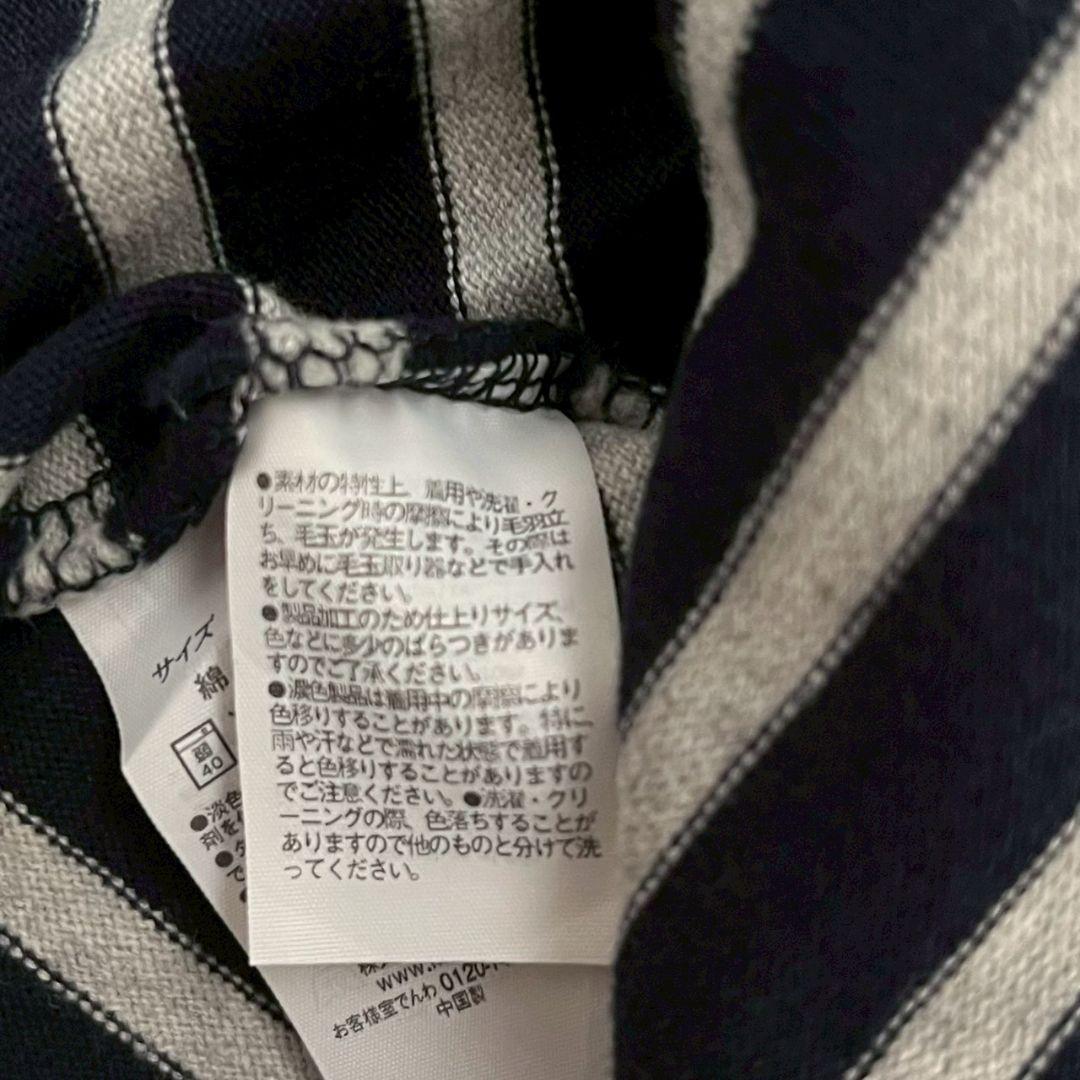 ●素材の特性上、着用や洗濯・ク
リーニング時の摩擦により毛羽立
ち、毛玉が発生します。その際は
お早めに毛玉取り器などで手入れ
をしてください。
●製品加工のため仕上りサイズ、
色などに多少のばらつきがありま
すのでご了承ください。
●濃色製品は着用中の摩擦により
色移りすることがあります。特に、
雨や汗などで濡れた状態で着用す
ると色移りすることがありますの
でご注意ください。●洗濯・クリ
ーニングの際、色落ちすることが
ありますので他のものと分けて洗
ってください。
サイズ
綿
弱
40
●淡色
剤を
www.
お客様室でんわ 0120-
中国製